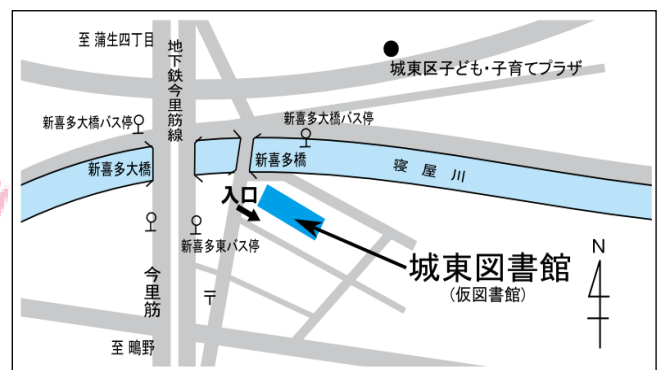 至 蒲生四丁目
地下鉄今里筋線
城東区子ども・子育てプラザ
新喜多大橋バス停
新喜多大橋バス停
新喜多大橋
新喜多橋
寝屋川
入口
新喜多東バス停
城東図書館
(仮図書館)
N
今里筋
〒
至 鴫野